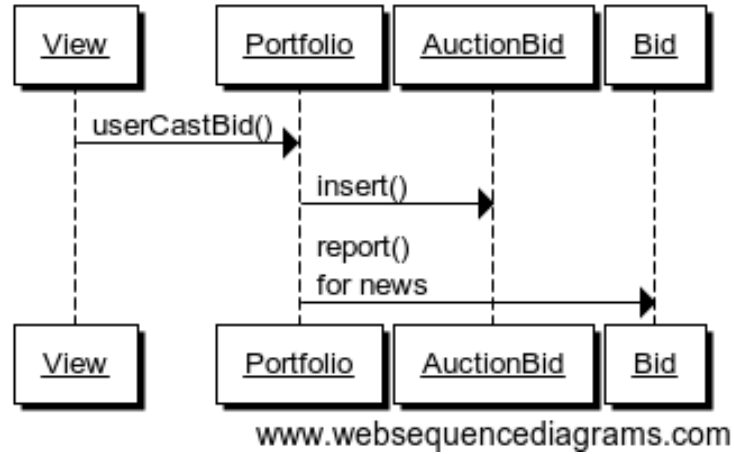 View Portfolio AuctionBid Bid
userCastBid()
insert()
report()
for news
View Portfolio AuctionBid Bid
www.websequencediagrams.com